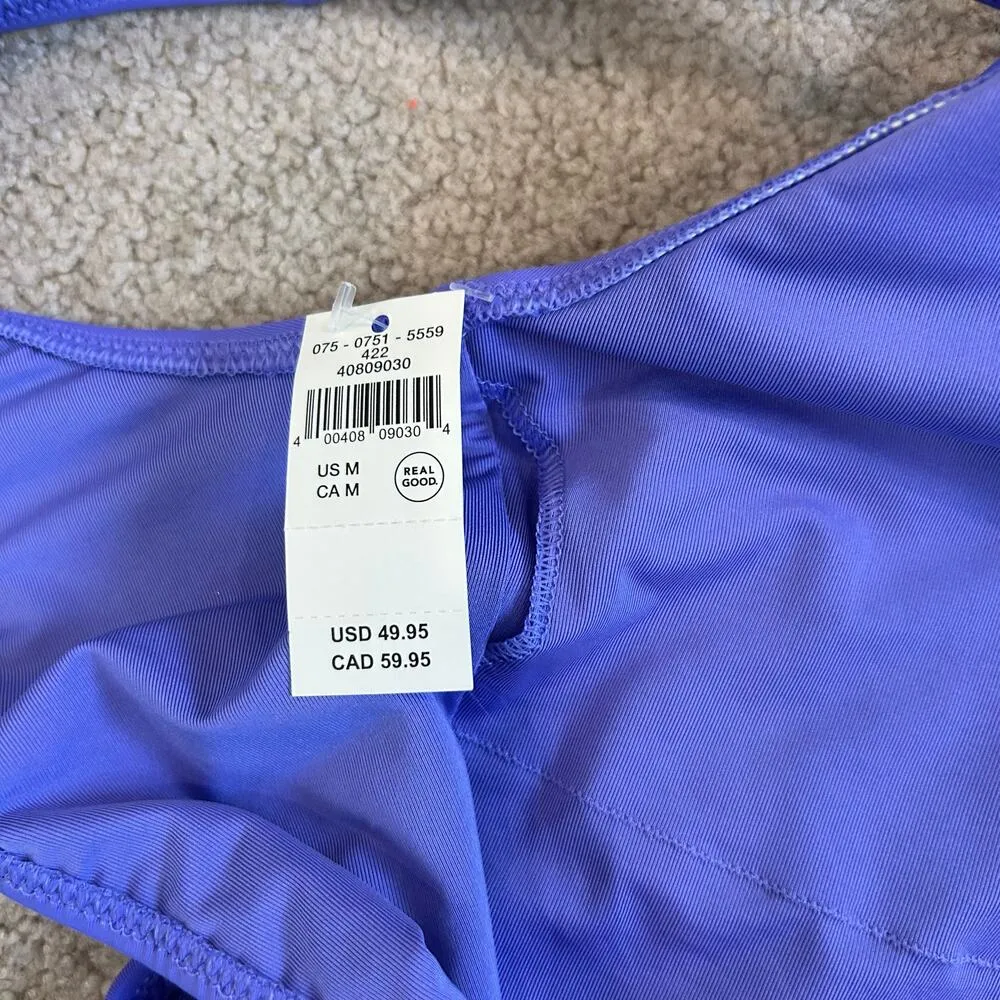 075 - 0751 - 5559
422
40809030
4 00408 09030 4
US M
CA M
REAL
GOOD.
USD 49.95
CAD 59.95